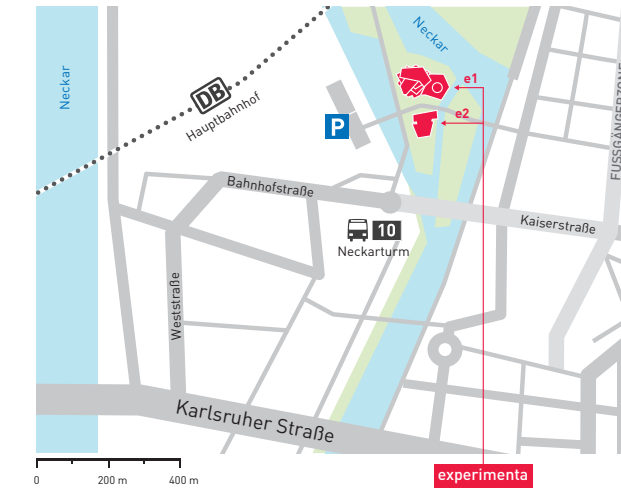 Neckar
Neckar
DB
Hauptbahnhof
P
e1
e2
FUSSGÄNGERZONE
Bahnhofstraße
Kaiserstraße
10
Neckarturm
Weststraße
Karlsruher Straße
0 200 m 400 m
experimenta